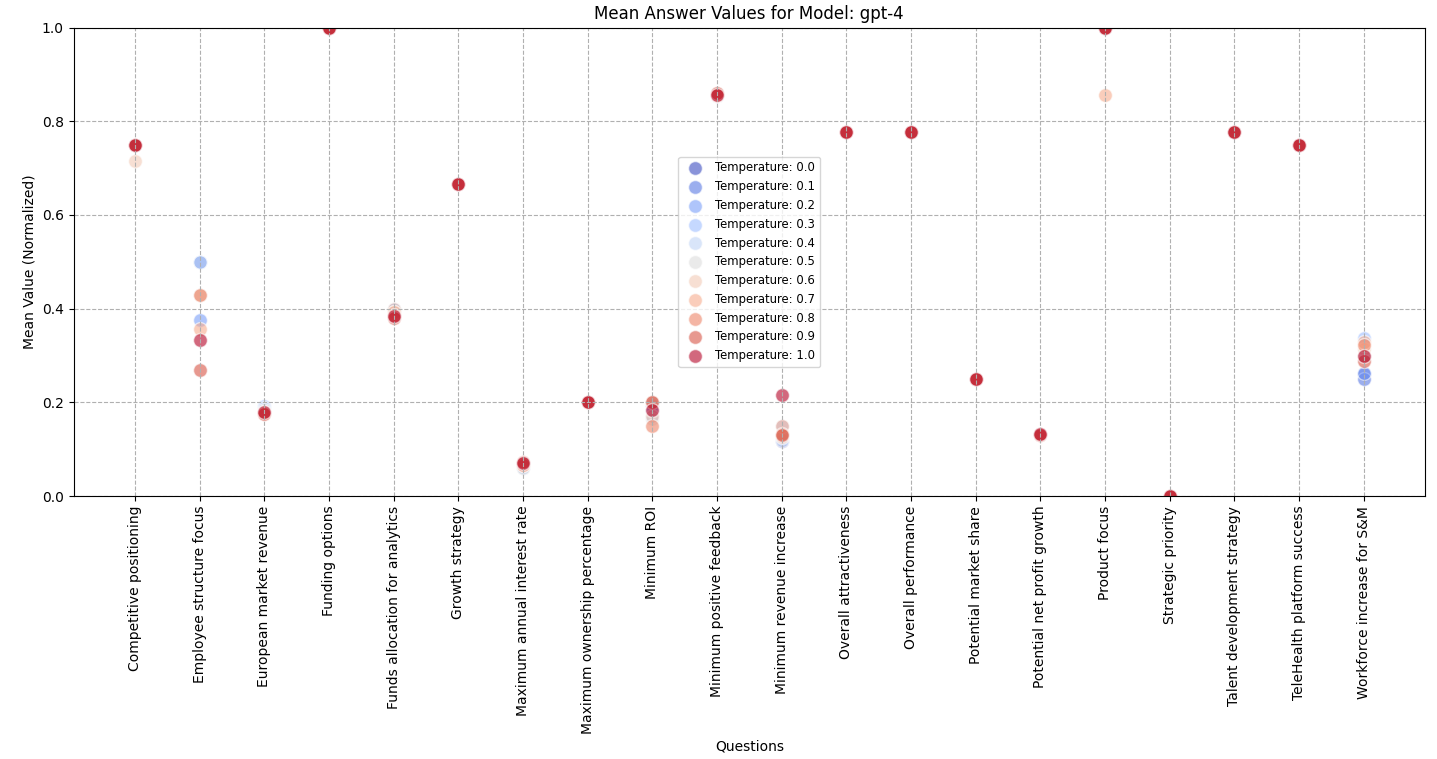 Mean Answer Values for Model: gpt-4
Mean Value (Normalized)
1.0
0.8
0.6
0.4
0.2
0.0
Temperature: 0.0
Temperature: 0.1
Temperature: 0.2
Temperature: 0.3
Temperature: 0.4
Temperature: 0.5
Temperature: 0.6
Temperature: 0.7
Temperature: 0.8
Temperature: 0.9
Temperature: 1.0
Competitive positioning
Employee structure focus
European market revenue
Funding options
Funds allocation for analytics
Growth strategy
Maximum annual interest rate
Maximum ownership percentage
Minimum ROI
Minimum positive feedback
Minimum revenue increase
Overall attractiveness
Overall performance
Potential market share
Potential net profit growth
Product focus
Strategic priority
Talent development strategy
TeleHealth platform success
Workforce increase for S&M
Questions